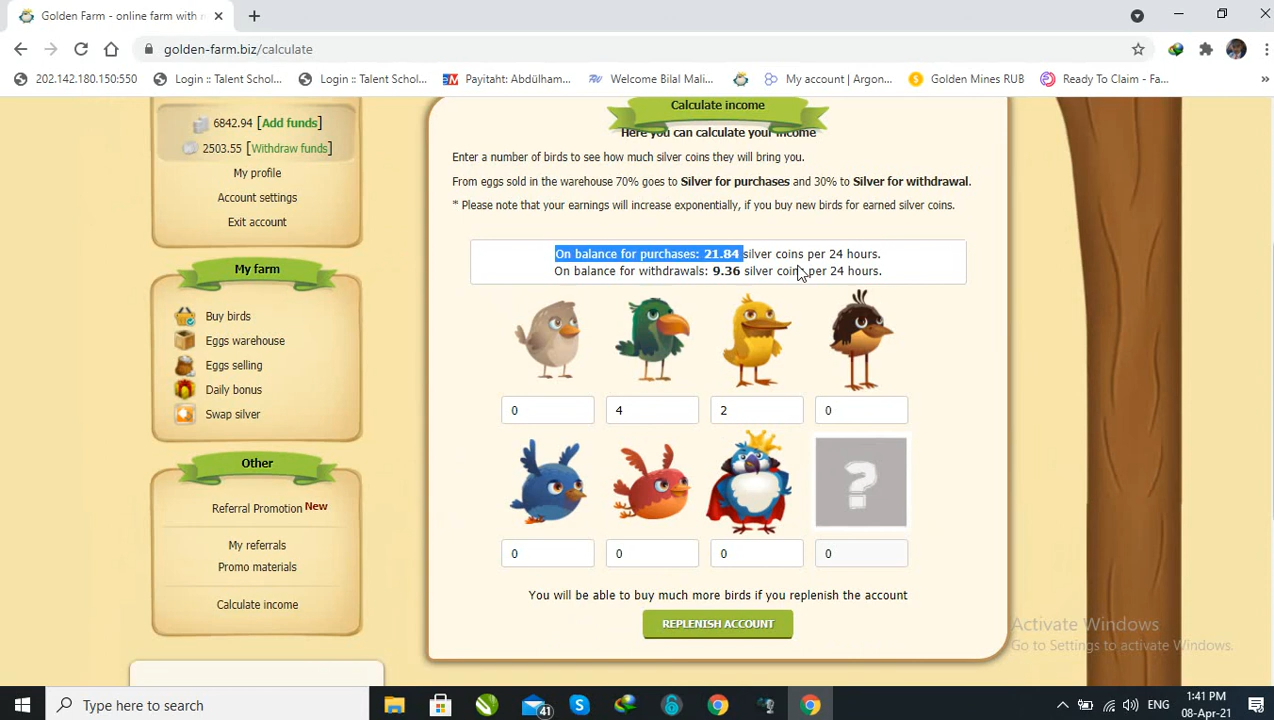 Golden Farm - online farm with r
golden-farm.biz/calculate
202.142.180.150:550
Login :: Talent Schol...
Login :: Talent Schol...
Payitaht: Abdülham...
Welcome Bilal Mali...
My account | Argon...
Golden Mines RUB
Ready To Claim - Fa...
6842.94 [Add funds]
2503.55 [Withdraw funds]
My profile
Account settings
Exit account
My farm
Buy birds
Eggs warehouse
Eggs selling
Daily bonus
Swap silver
Other
Referral Promotion New
My referrals
Promo materials
Calculate income
Calculate income
Here you can calculate your income
Enter a number of birds to see how much silver coins they will bring you.
From eggs sold in the warehouse 70% goes to Silver for purchases and 30% to Silver for withdrawal.
* Please note that your earnings will increase exponentially, if you buy new birds for earned silver coins.
On balance for purchases: 21.84 silver coins per 24 hours.
On balance for withdrawals: 9.36 silver coins per 24 hours.
0 4 2 0
?
0 0 0 0
You will be able to buy much more birds if you replenish the account
REPLENISH ACCOUNT
Activate Windows
Go to Settings to activate Windows.
Type here to search
41
ENG
1:41 PM
08-Apr-21